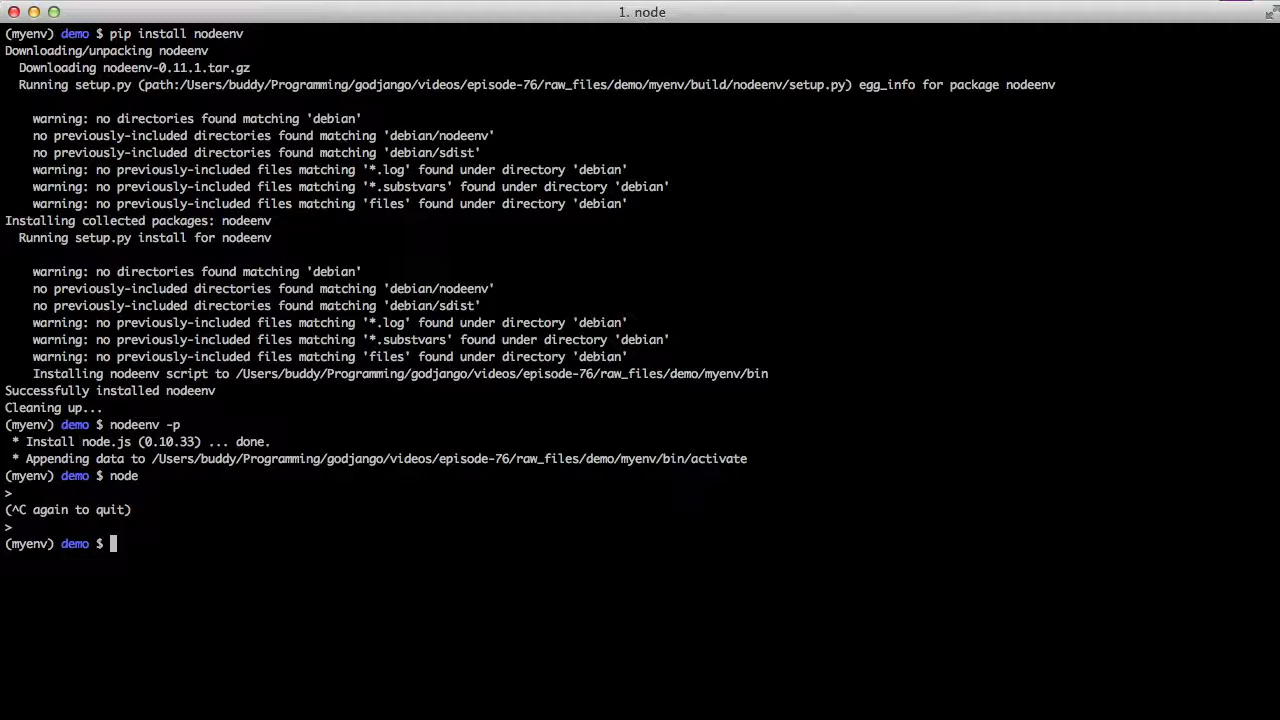 1. node
(myenv) demo $ pip install nodeenv
Downloading/unpacking nodeenv
  Downloading nodeenv-0.11.1.tar.gz
  Running setup.py (path:/Users/buddy/Programming/godjango/videos/episode-76/raw_files/demo/myenv/build/nodeenv/setup.py) egg_info for package nodeenv

    warning: no directories found matching 'debian'
    no previously-included directories found matching 'debian/nodeenv'
    no previously-included directories found matching 'debian/sdist'
    warning: no previously-included files matching '*.log' found under directory 'debian'
    warning: no previously-included files matching '*.substvars' found under directory 'debian'
    warning: no previously-included files matching 'files' found under directory 'debian'
Installing collected packages: nodeenv
  Running setup.py install for nodeenv

    warning: no directories found matching 'debian'
    no previously-included directories found matching 'debian/nodeenv'
    no previously-included directories found matching 'debian/sdist'
    warning: no previously-included files matching '*.log' found under directory 'debian'
    warning: no previously-included files matching '*.substvars' found under directory 'debian'
    warning: no previously-included files matching 'files' found under directory 'debian'
    Installing nodeenv script to /Users/buddy/Programming/godjango/videos/episode-76/raw_files/demo/myenv/bin
Successfully installed nodeenv
Cleaning up...
(myenv) demo $ nodeenv -p
 * Install node.js (0.10.33) ... done.
 * Appending data to /Users/buddy/Programming/godjango/videos/episode-76/raw_files/demo/myenv/bin/activate
(myenv) demo $ node
>
(^C again to quit)
>
(myenv) demo $